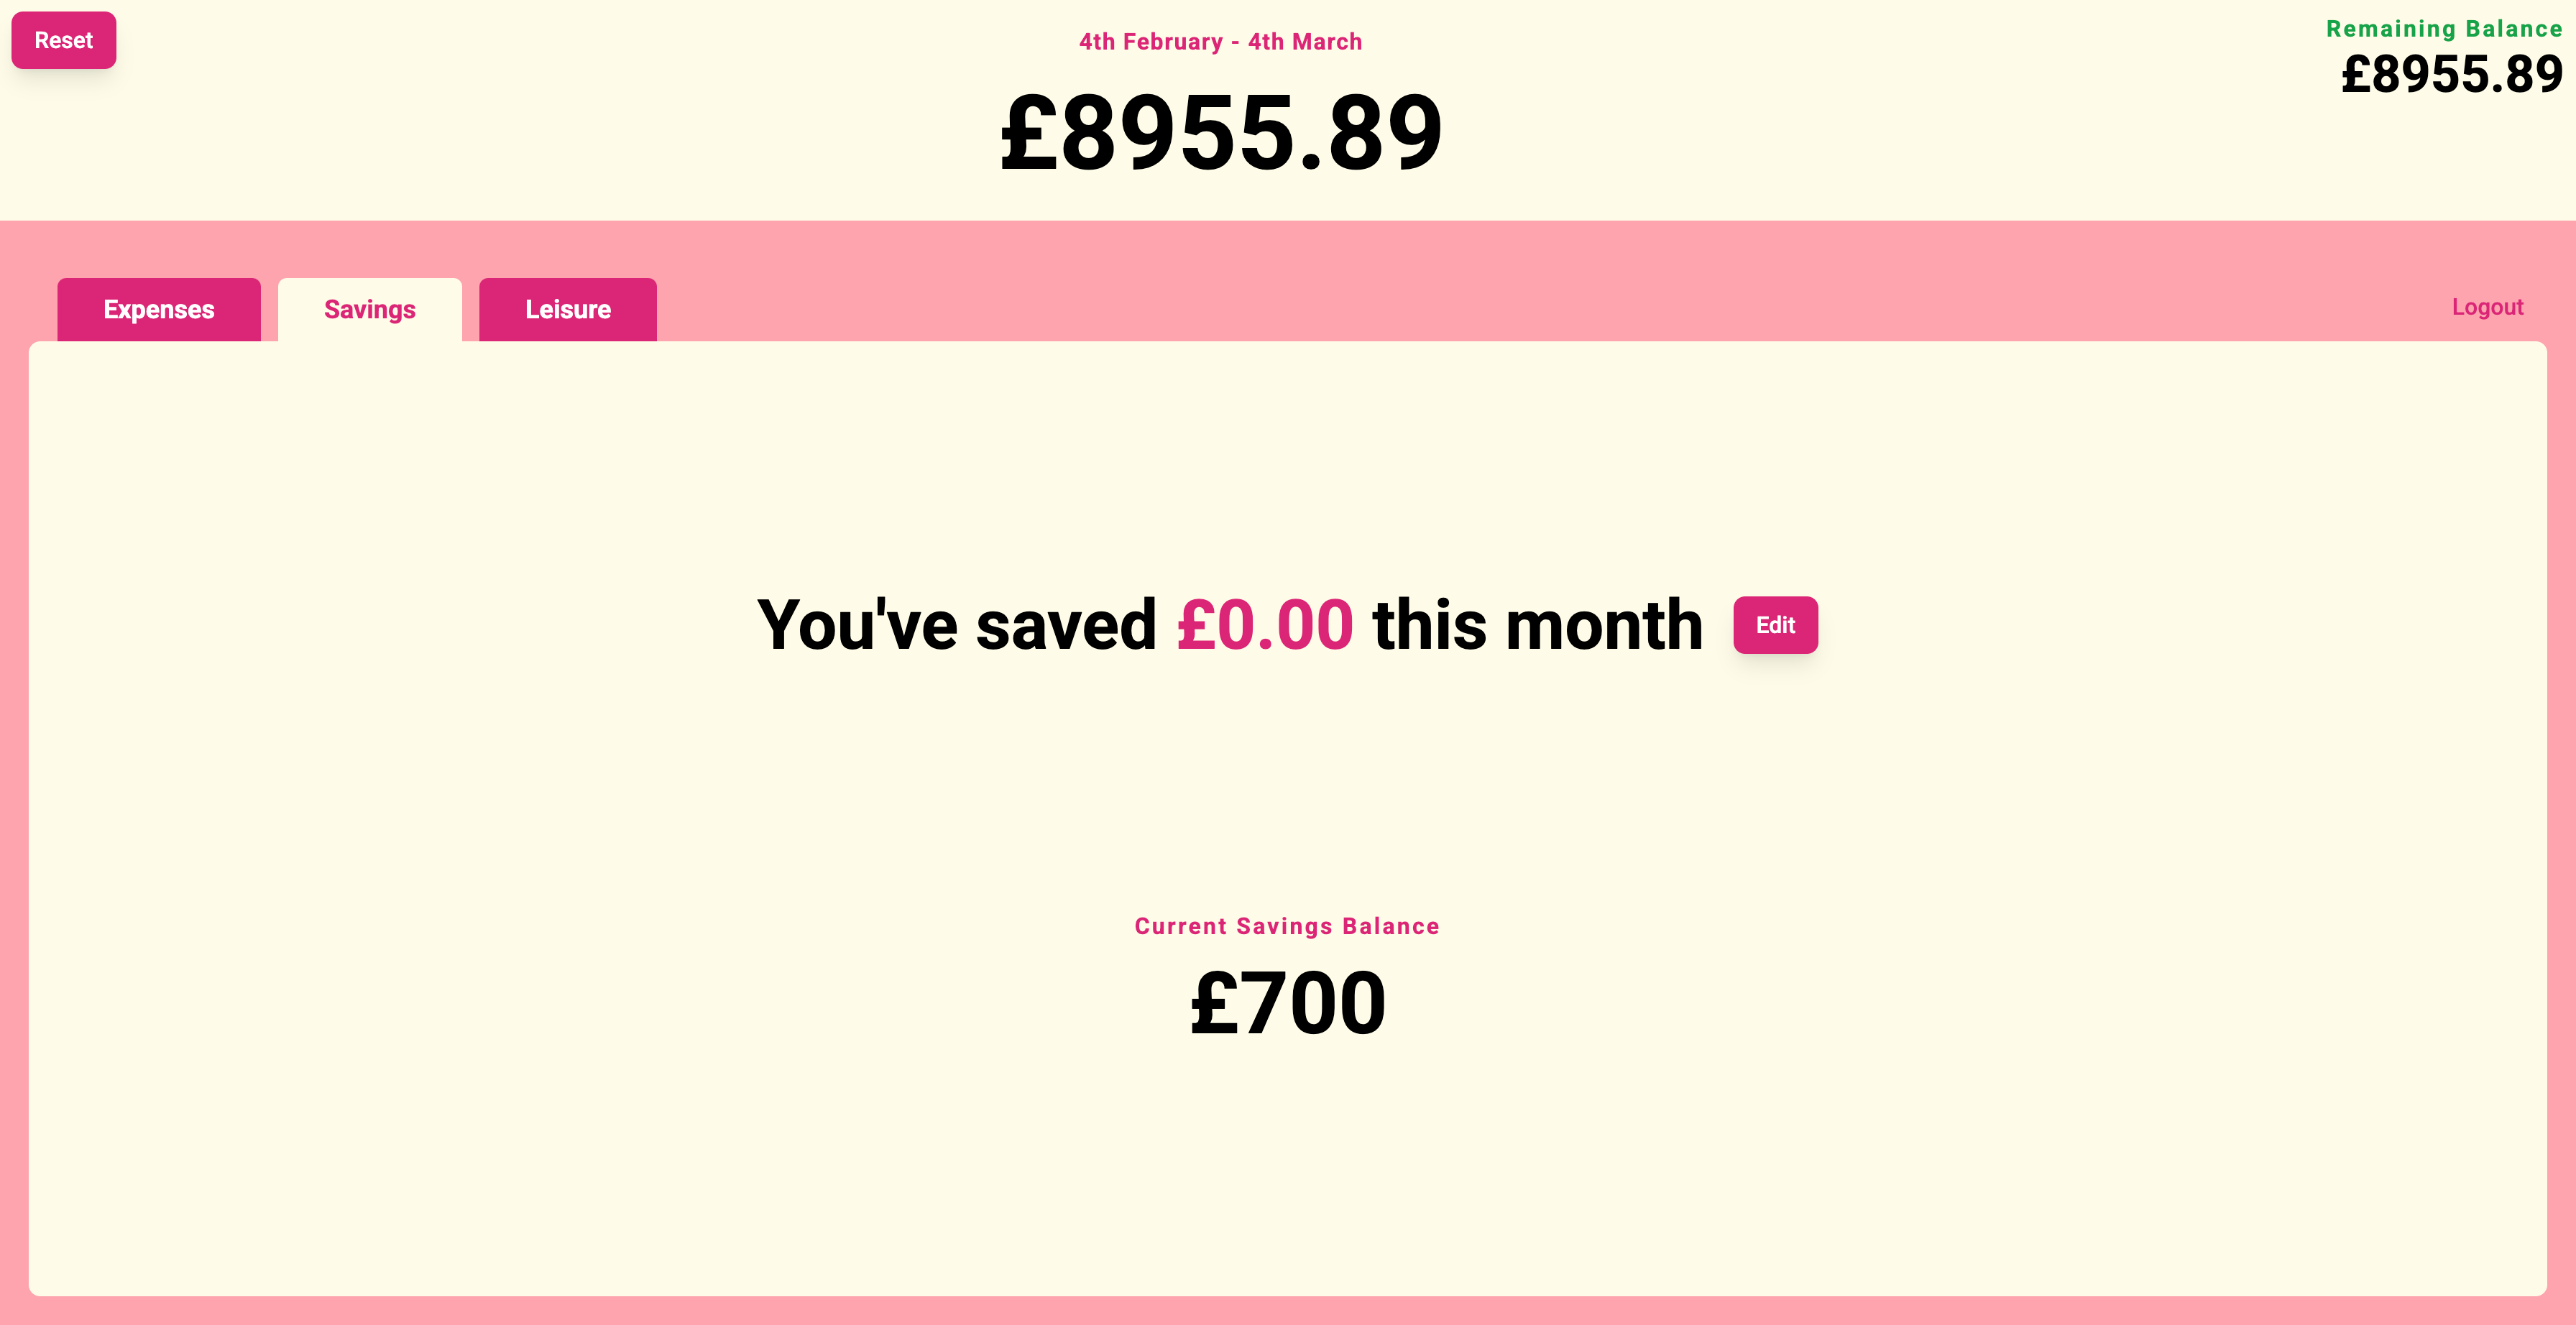 Reset
4th February - 4th March
£8955.89
Remaining Balance
£8955.89
Expenses
Savings
Leisure
Logout
You've saved £0.00 this month
Edit
Current Savings Balance
£700